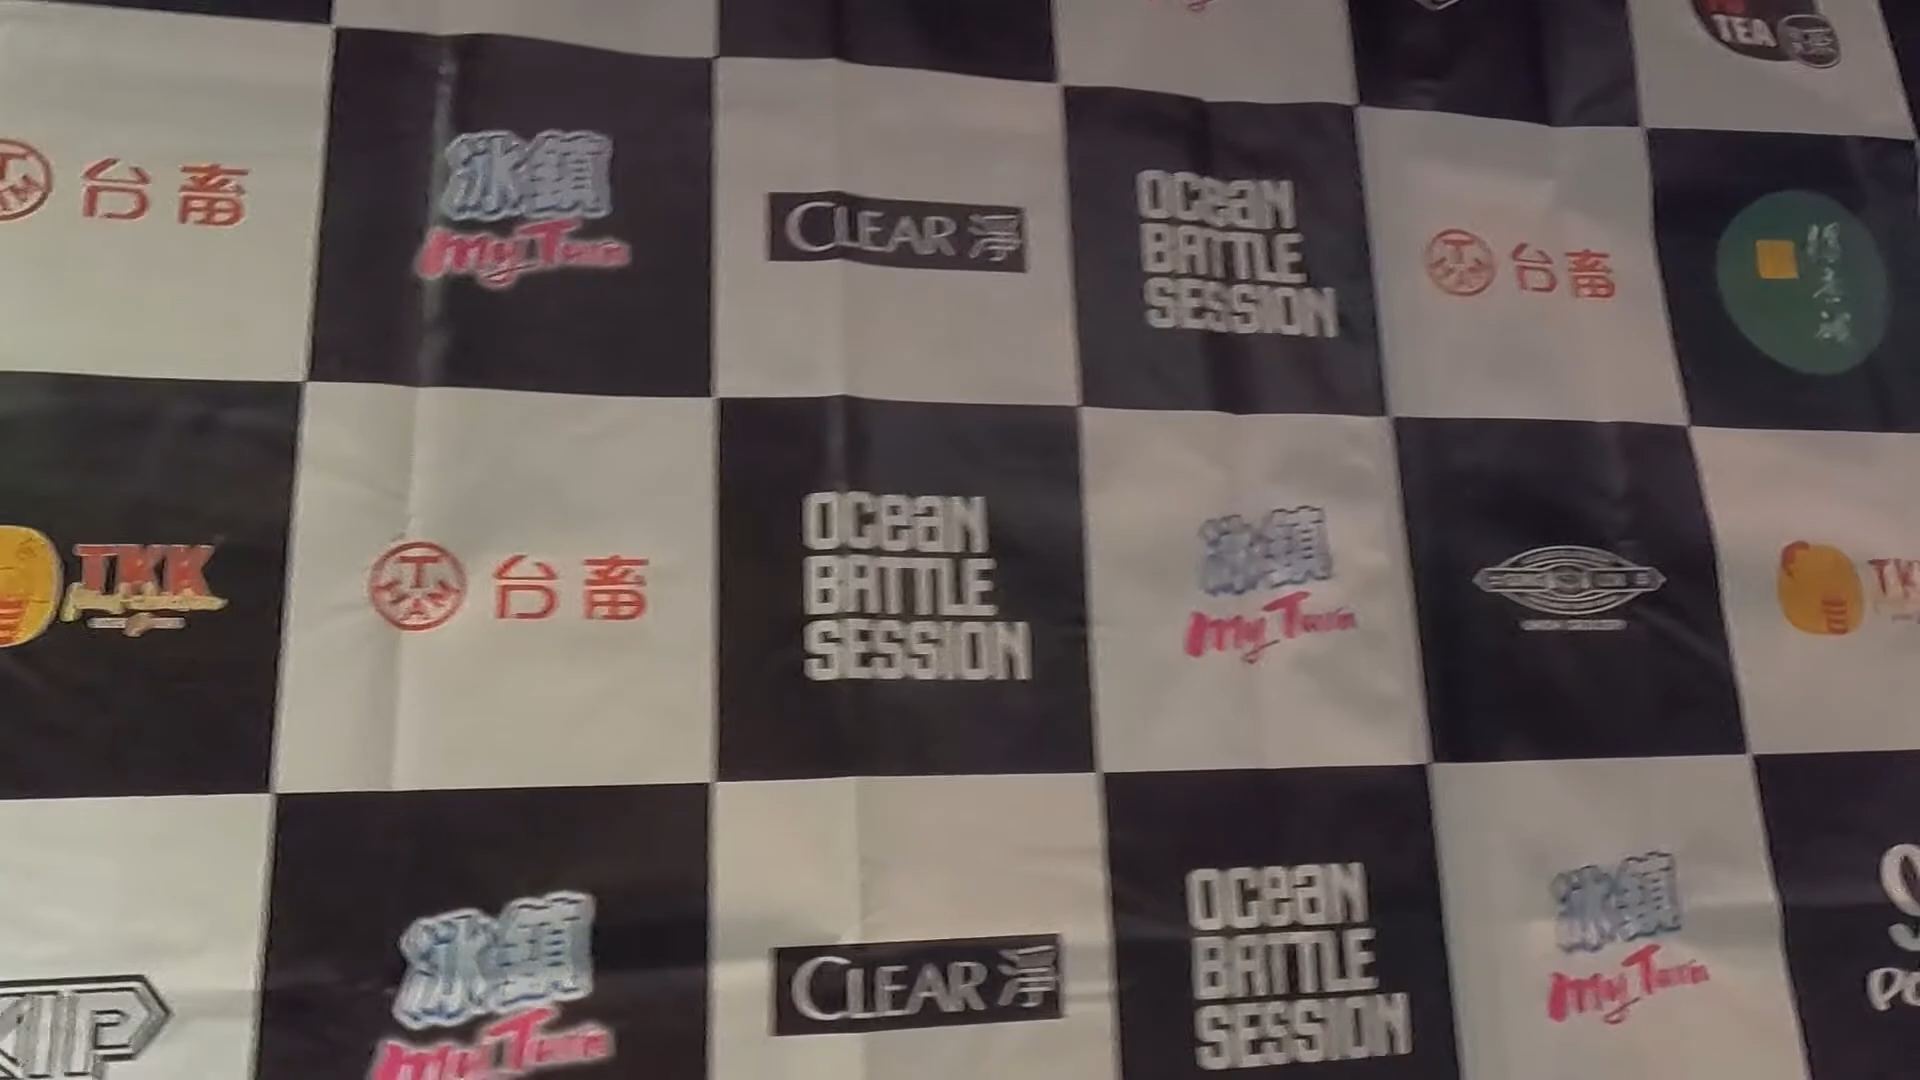 TEA
台畜
冰鎮
My Turn
CLEAR 淨
OCEAN
BATTLE
SESSION
台畜
TKK
台畜
OCEAN
BATTLE
SESSION
冰鎮
My Turn
TK
冰鎮
My Turn
CLEAR 淨
OCEAN
BATTLE
SESSION
冰鎮
My Turn